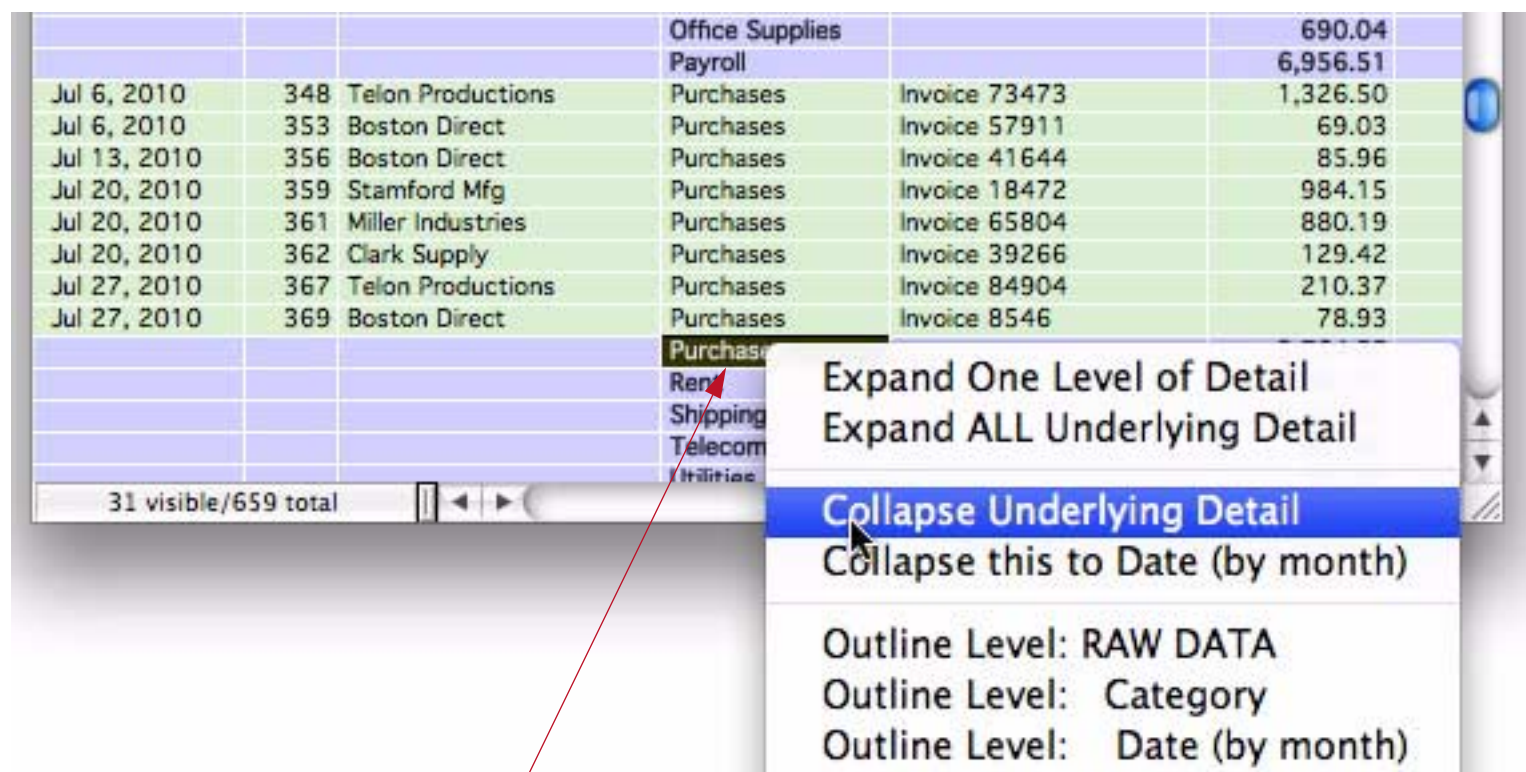 Office Supplies 690.04
Payroll 6,956.51
Jul 6, 2010 348 Telon Productions Purchases Invoice 73473 1,326.50
Jul 6, 2010 353 Boston Direct Purchases Invoice 57911 69.03
Jul 13, 2010 356 Boston Direct Purchases Invoice 41644 85.96
Jul 20, 2010 359 Stamford Mfg Purchases Invoice 18472 984.15
Jul 20, 2010 361 Miller Industries Purchases Invoice 65804 880.19
Jul 20, 2010 362 Clark Supply Purchases Invoice 39266 129.42
Jul 27, 2010 367 Telon Productions Purchases Invoice 84904 210.37
Jul 27, 2010 369 Boston Direct Purchases Invoice 8546 78.93
Purchase
Rent
Shipping
Telecom
Utilities
31 visible/659 total
Expand One Level of Detail
Expand ALL Underlying Detail
Collapse Underlying Detail
Collapse this to Date (by month)
Outline Level: RAW DATA
Outline Level: Category
Outline Level: Date (by month)